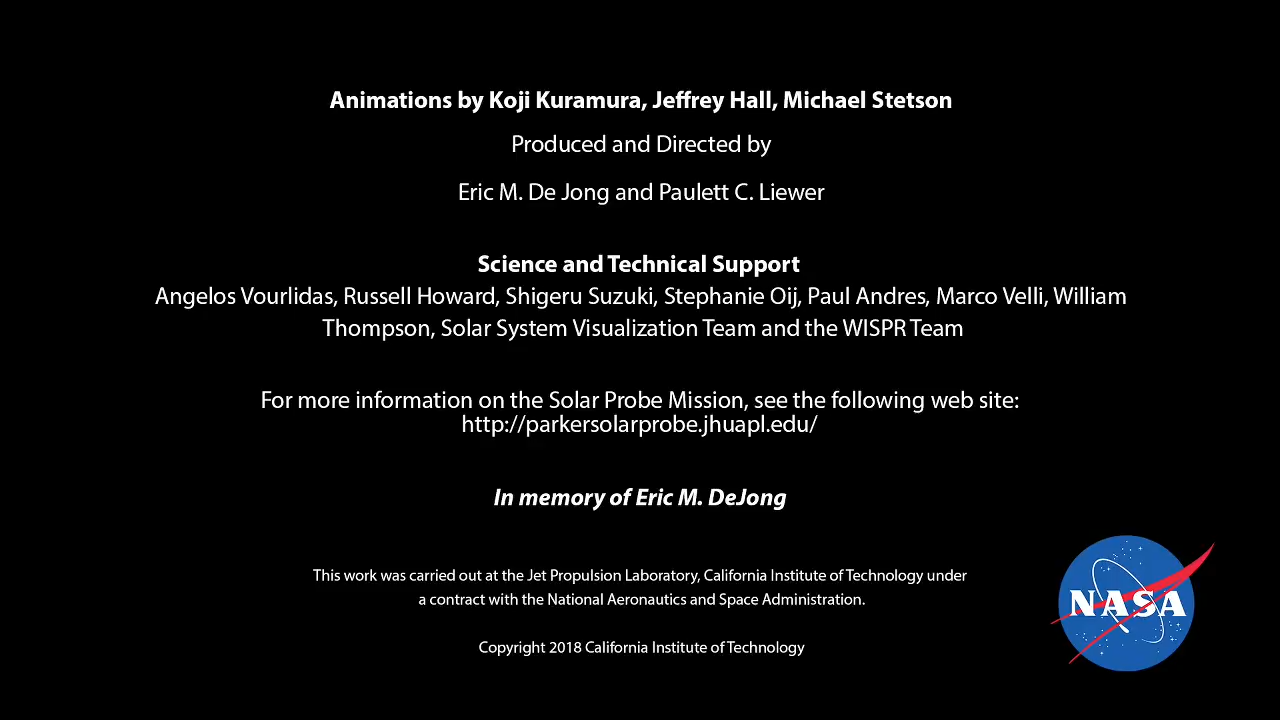 Animations by Koji Kuramura, Jeffrey Hall, Michael Stetson
Produced and Directed by
Eric M. De Jong and Paulett C. Liewer
Science and Technical Support
Angelos Vourlidas, Russell Howard, Shigeru Suzuki, Stephanie Oij, Paul Andres, Marco Velli, William
Thompson, Solar System Visualization Team and the WISPR Team
For more information on the Solar Probe Mission, see the following web site:
http://parkersolarprobe.jhuapl.edu/
In memory of Eric M. DeJong
This work was carried out at the Jet Propulsion Laboratory, California Institute of Technology under
a contract with the National Aeronautics and Space Administration.
Copyright 2018 California Institute of Technology
NASA